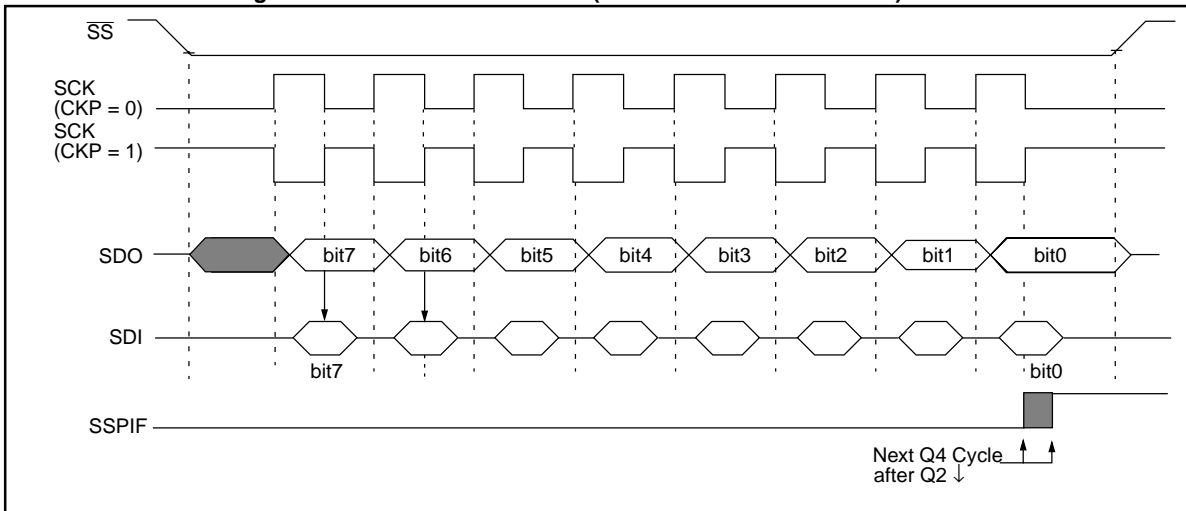 SS
SCK
(CKP = 0)
SCK
(CKP = 1)
SDO
bit7 bit6 bit5 bit4 bit3 bit2 bit1 bit0
SDI
bit7 bit0
SSPIF
Next Q4 Cycle
after Q2 ↓